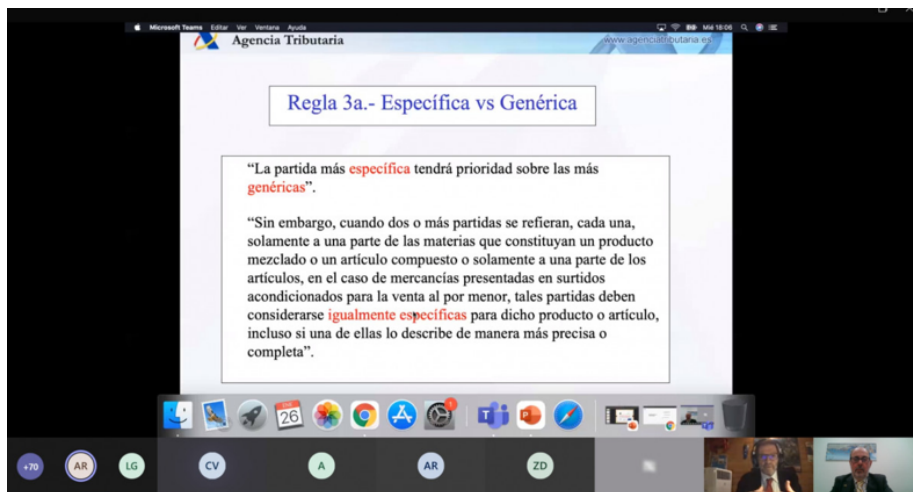 Microsoft Teams Editar Ver Ventana Ayuda
Mié 18:06
Agencia Tributaria
www.agenciatributaria.es
Regla 3a.- Específica vs Genérica
“La partida más específica tendrá prioridad sobre las más
genéricas”.
“Sin embargo, cuando dos o más partidas se refieran, cada una,
solamente a una parte de las materias que constituyan un producto
mezclado o un artículo compuesto o solamente a una parte de los
artículos, en el caso de mercancías presentadas en surtidos
acondicionados para la venta al por menor, tales partidas deben
considerarse igualmente específicas para dicho producto o artículo,
incluso si una de ellas lo describe de manera más precisa o
completa”.
26
1
+70 AR LG CV A AR ZD